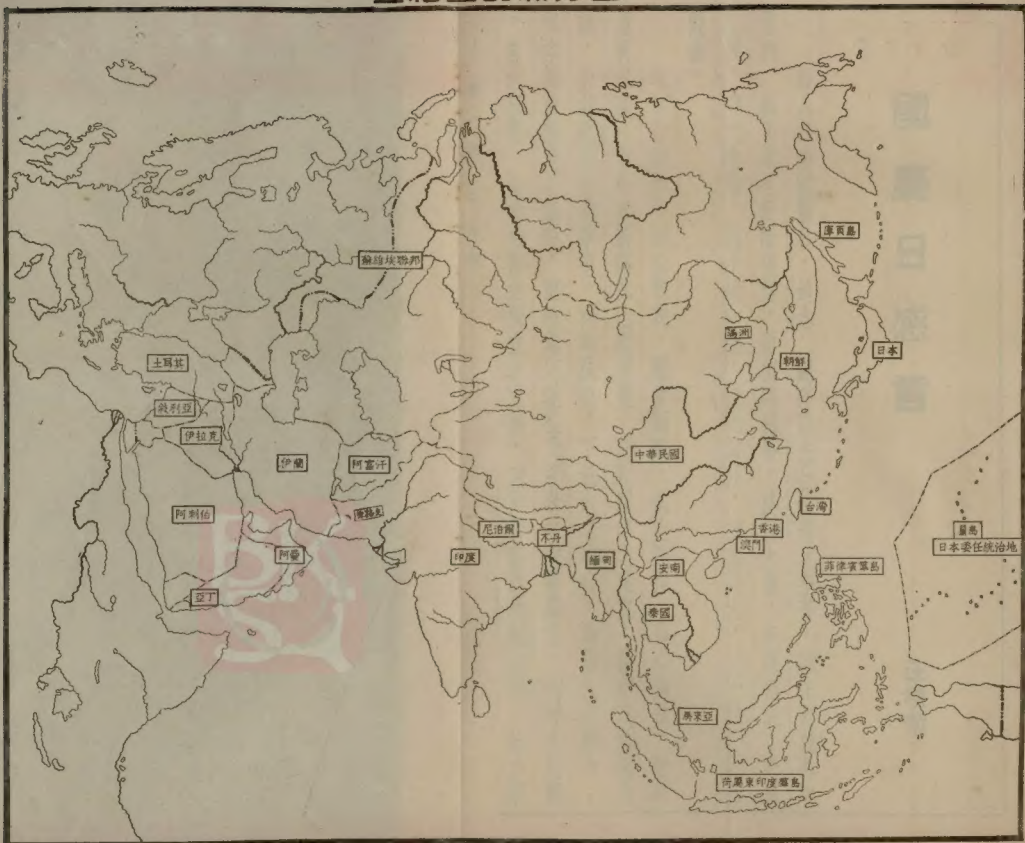 庫頁島
蘇維埃聯邦
滿洲
日本
朝鮮
土耳其
敘利亞
伊拉克
伊蘭
阿富汗
中華民國
阿剌伯
台灣
香港
澳門
尼泊爾
不丹
印度
緬甸
安南
阿曼
亞丁
泰國
菲律賓羣島
羣島
日本委任統治地
馬來亞
荷屬東印度羣島